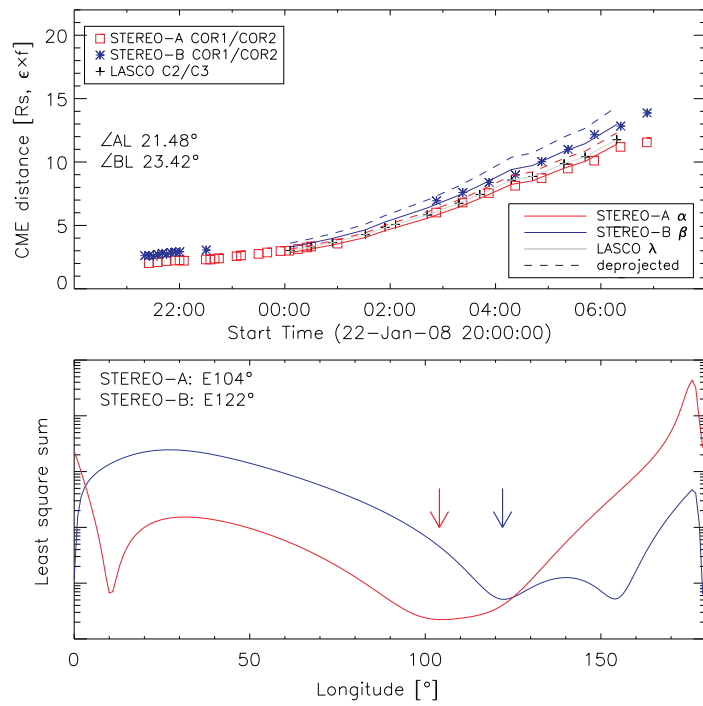 CME distance [Rs, ϵ×f]
20
15
10
5
0
STEREO−A COR1/COR2
STEREO−B COR1/COR2
LASCO C2/C3
∠AL 21.48°
∠BL 23.42°
STEREO−A α
STEREO−B β
LASCO λ
deprojected
22:00 00:00 02:00 04:00 06:00
Start Time (22−Jan−08 20:00:00)
Least square sum
STEREO−A: E104°
STEREO−B: E122°
0 50 100 150
Longitude [°]